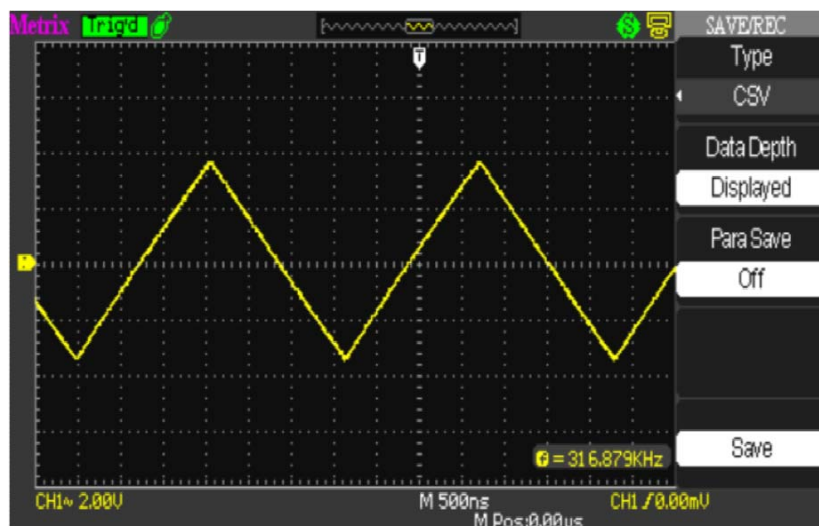 Metrix Trig'd T S SAVE/REC
Type
CSV
Data Depth
Displayed
Para Save
Off
f = 316.879KHz
Save
CH1~ 2.00V M 500ns CH1 / 0.00mV
M Pos:0.00µs